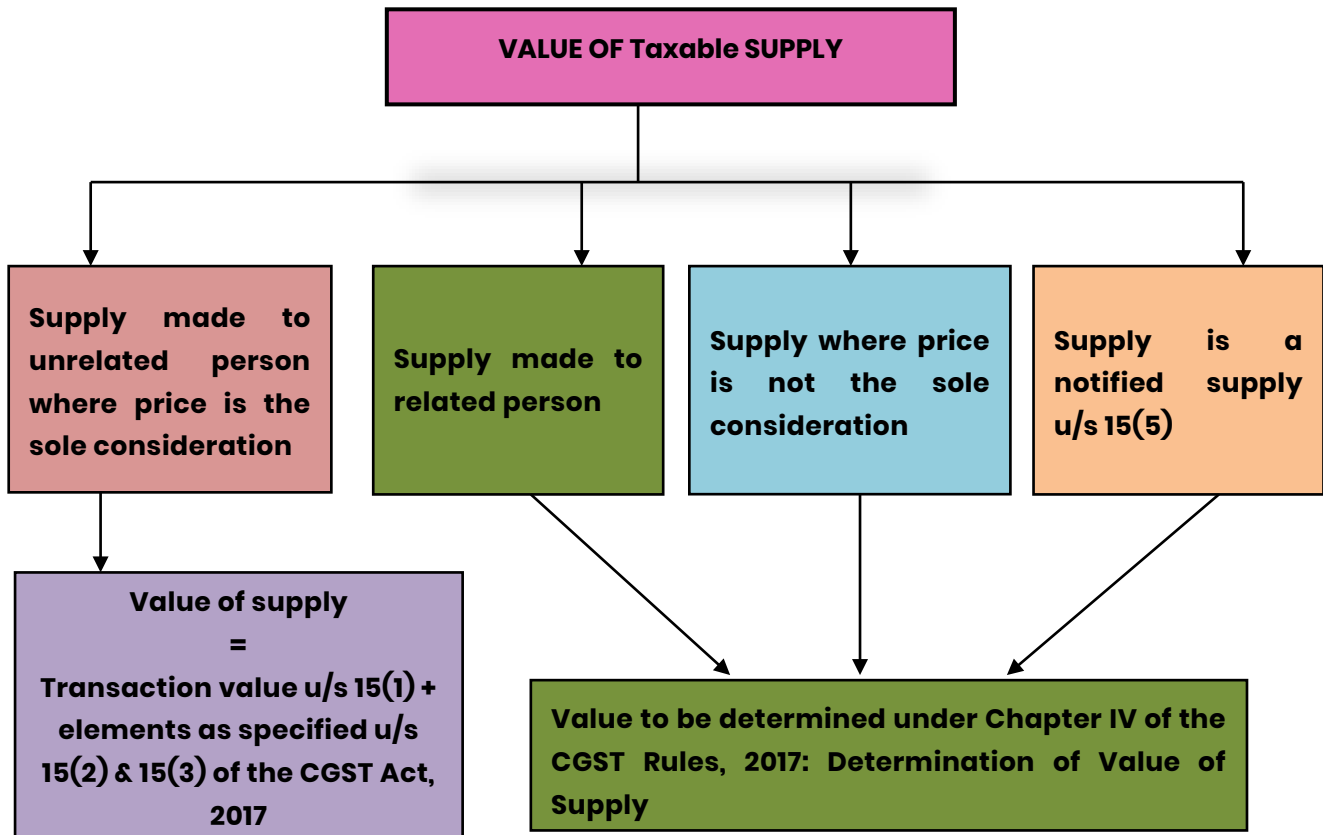 VALUE OF Taxable SUPPLY
Supply made to
unrelated person
where price is the
sole consideration
Supply made to
related person
Supply where price
is not the sole
consideration
Supply is a
notified supply
u/s 15(5)
Value of supply
=
Transaction value u/s 15(1) +
elements as specified u/s
15(2) & 15(3) of the CGST Act,
2017
Value to be determined under Chapter IV of the
CGST Rules, 2017: Determination of Value of
Supply